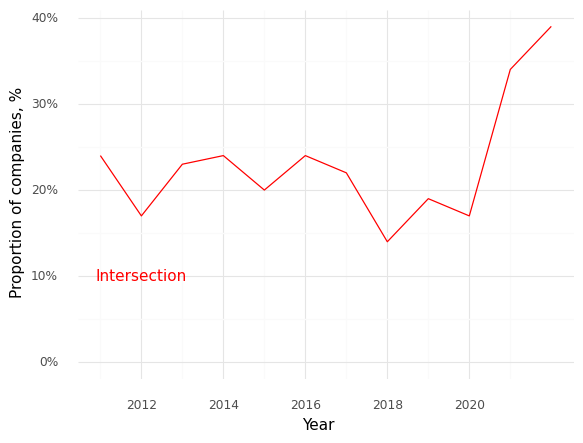 40%
30%
20%
10%
0%
Proportion of companies, %
Intersection
2012 2014 2016 2018 2020
Year